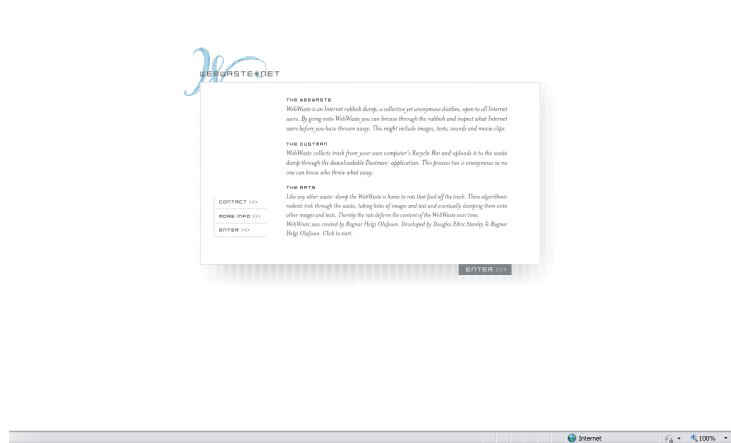 WEBWASTE.NET
THE WEBWASTE
WebWaste is an Internet rubbish dump, a collective yet anonymous dustbin, open to all Internet
users. By going onto WebWaste you can browse through the rubbish and inspect what Internet
users before you have thrown away. This might include images, texts, sounds and movie clips.
THE DUSTMAN
WebWaste collects trash from your own computer's Recycle Bin and uploads it to the waste
dump through the downloadable Dustman-application. This process too is anonymous so no
one can know who threw what away.
THE RATS
Like any other waste-dump the WebWaste is home to rats that feed off the trash. These algorithmic
rodents trek through the waste, taking bites of images and text and eventually dumping them onto
other images and texts. Thereby the rats deform the content of the WebWaste over time.
WebWaste was created by Ragnar Helgi Olafsson. Developed by Douglas Edric Stanley & Ragnar
Helgi Olafsson. Click to start.
CONTACT >>>
MORE INFO >>>
ENTER >>>
ENTER >>>
Internet
100%